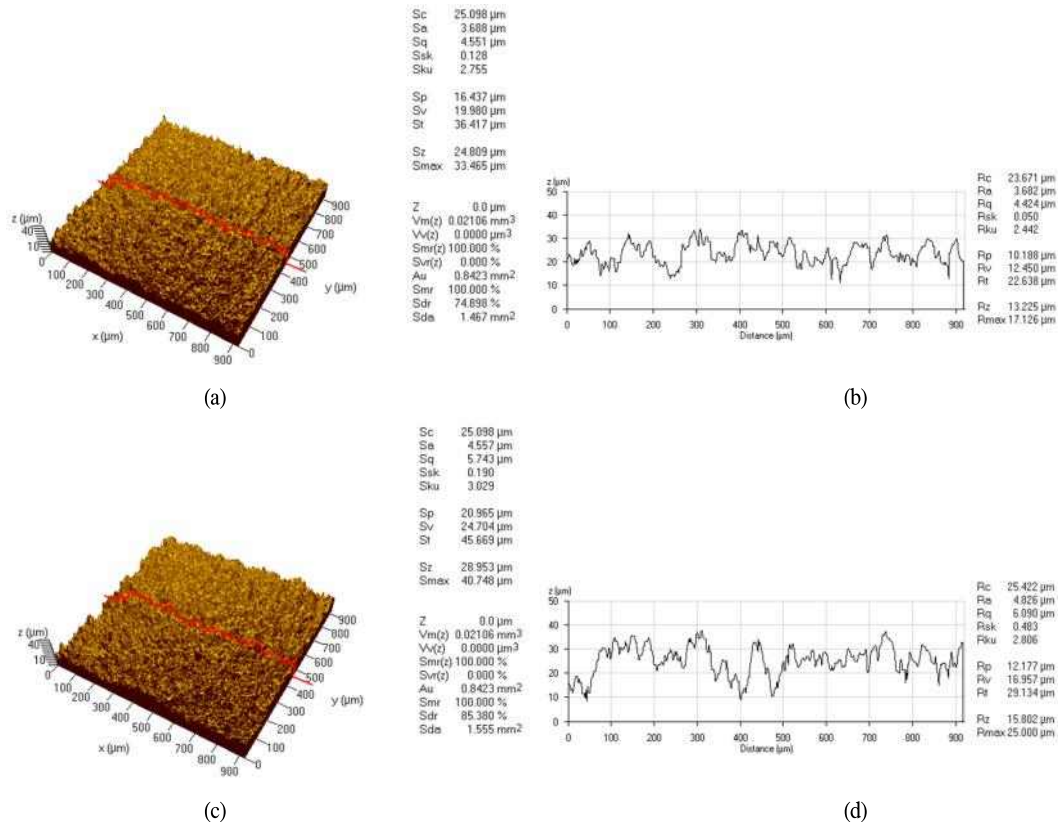 Sc 25.098 µm
Sa 3.688 µm
Sq 4.551 µm
Ssk 0.128
Sku 2.755
Sp 16.437 µm
Sv 19.980 µm
St 36.417 µm
Sz 24.809 µm
Smax 33.465 µm
Z 0.0 µm
Vm(z) 0.02106 mm³
Vv(z) 0.0000 µm³
Smr(z) 100.000 %
Svr(z) 0.000 %
Au 0.8423 mm²
Smr 100.000 %
Sdr 74.898 %
Sda 1.467 mm²
z (µm)
40
10
0
100
200
300
400
500
600
700
800
900
x (µm)
0
100
200
300
400
500
600
700
800
900
y (µm)
(a)
z [µm]
50
40
30
20
10
0
0 100 200 300 400 500 600 700 800 900
Distance [µm]
Rc 23.671 µm
Ra 3.682 µm
Rq 4.424 µm
Rsk 0.050
Rku 2.442
Rp 10.188 µm
Rv 12.450 µm
Rt 22.638 µm
Rz 13.225 µm
Rmax 17.126 µm
(b)
Sc 25.098 µm
Sa 4.557 µm
Sq 5.743 µm
Ssk 0.190
Sku 3.029
Sp 20.965 µm
Sv 24.704 µm
St 45.669 µm
Sz 28.953 µm
Smax 40.748 µm
Z 0.0 µm
Vm(z) 0.02106 mm³
Vv(z) 0.0000 µm³
Smr(z) 100.000 %
Svr(z) 0.000 %
Au 0.8423 mm²
Smr 100.000 %
Sdr 85.380 %
Sda 1.555 mm²
z (µm)
40
10
0
100
200
300
400
500
600
700
800
900
x (µm)
0
100
200
300
400
500
600
700
800
900
y (µm)
(c)
z [µm]
50
40
30
20
10
0
0 100 200 300 400 500 600 700 800 900
Distance [µm]
Rc 25.422 µm
Ra 4.826 µm
Rq 6.090 µm
Rsk 0.483
Rku 2.806
Rp 12.177 µm
Rv 16.957 µm
Rt 29.134 µm
Rz 15.802 µm
Rmax 25.000 µm
(d)